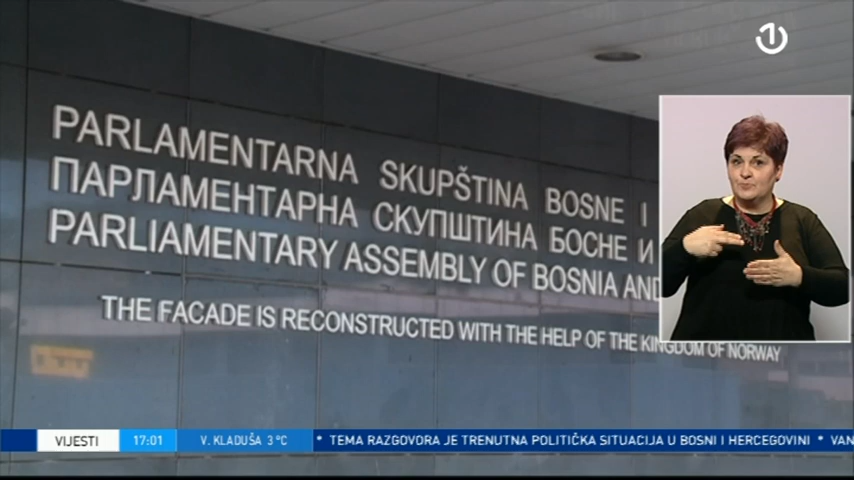 PARLAMENTARNA SKUPŠTINA BOSNE I
ПАРЛАМЕНТАРНА СКУПШТИНА БОСНЕ И
PARLIAMENTARY ASSEMBLY OF BOSNIA AND
THE FACADE IS RECONSTRUCTED WITH THE HELP OF THE KINGDOM OF NORWAY
VIJESTI 17:01 V. KLADUŠA 3 °C * TEMA RAZGOVORA JE TRENUTNA POLITIČKA SITUACIJA U BOSNI I HERCEGOVINI * VAN